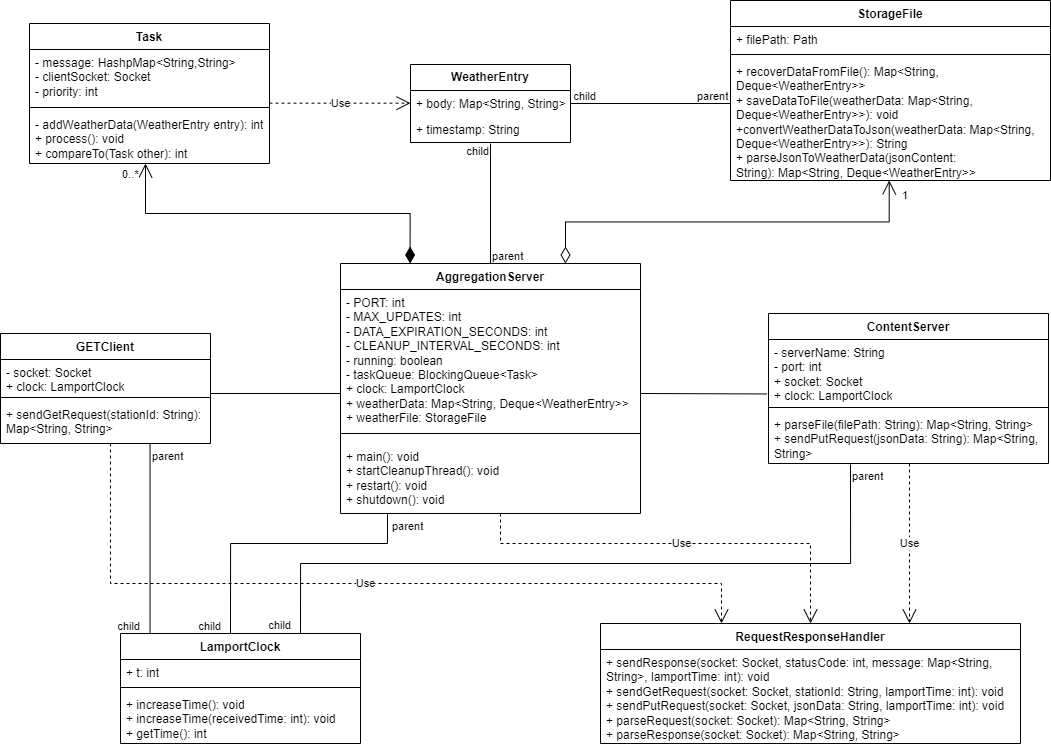 Task
- message: HashpMap<String,String>
- clientSocket: Socket
- priority: int
- addWeatherData(WeatherEntry entry): int
+ process(): void
+ compareTo(Task other): int
0..*
Use
WeatherEntry
+ body: Map<String, String>
+ timestamp: String
child
parent
child
parent
StorageFile
+ filePath: Path
+ recoverDataFromFile(): Map<String,
Deque<WeatherEntry>>
+ saveDataToFile(weatherData: Map<String,
Deque<WeatherEntry>>): void
+convertWeatherDataToJson(weatherData: Map<String,
Deque<WeatherEntry>>): String
+ parseJsonToWeatherData(jsonContent:
String): Map<String, Deque<WeatherEntry>>
1
AggregationServer
- PORT: int
- MAX_UPDATES: int
- DATA_EXPIRATION_SECONDS: int
- CLEANUP_INTERVAL_SECONDS: int
- running: boolean
- taskQueue: BlockingQueue<Task>
+ clock: LamportClock
+ weatherData: Map<String, Deque<WeatherEntry>>
+ weatherFile: StorageFile
+ main(): void
+ startCleanupThread(): void
+ restart(): void
+ shutdown(): void
GETClient
- socket: Socket
+ clock: LamportClock
+ sendGetRequest(stationId: String):
Map<String, String>
ContentServer
- serverName: String
- port: int
+ socket: Socket
+ clock: LamportClock
+ parseFile(filePath: String): Map<String, String>
+ sendPutRequest(jsonData: String): Map<String,
String>
parent
parent
parent
Use
Use
Use
child
child
child
LamportClock
+ t: int
+ increaseTime(): void
+ increaseTime(receivedTime: int): void
+ getTime(): int
RequestResponseHandler
+ sendResponse(socket: Socket, statusCode: int, message: Map<String,
String>, lamportTime: int): void
+ sendGetRequest(socket: Socket, stationId: String, lamportTime: int): void
+ sendPutRequest(socket: Socket, jsonData: String, lamportTime: int): void
+ parseRequest(socket: Socket): Map<String, String>
+ parseResponse(socket: Socket): Map<String, String>